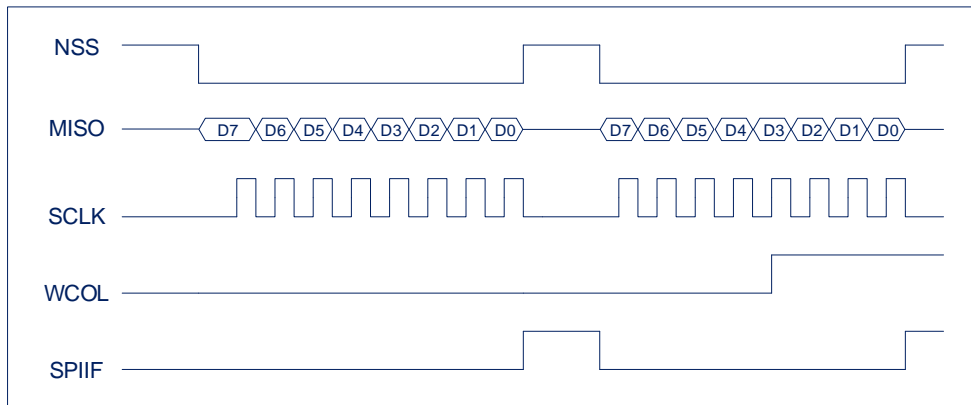 NSS
MISO D7 D6 D5 D4 D3 D2 D1 D0 D7 D6 D5 D4 D3 D2 D1 D0
SCLK
WCOL
SPIIF